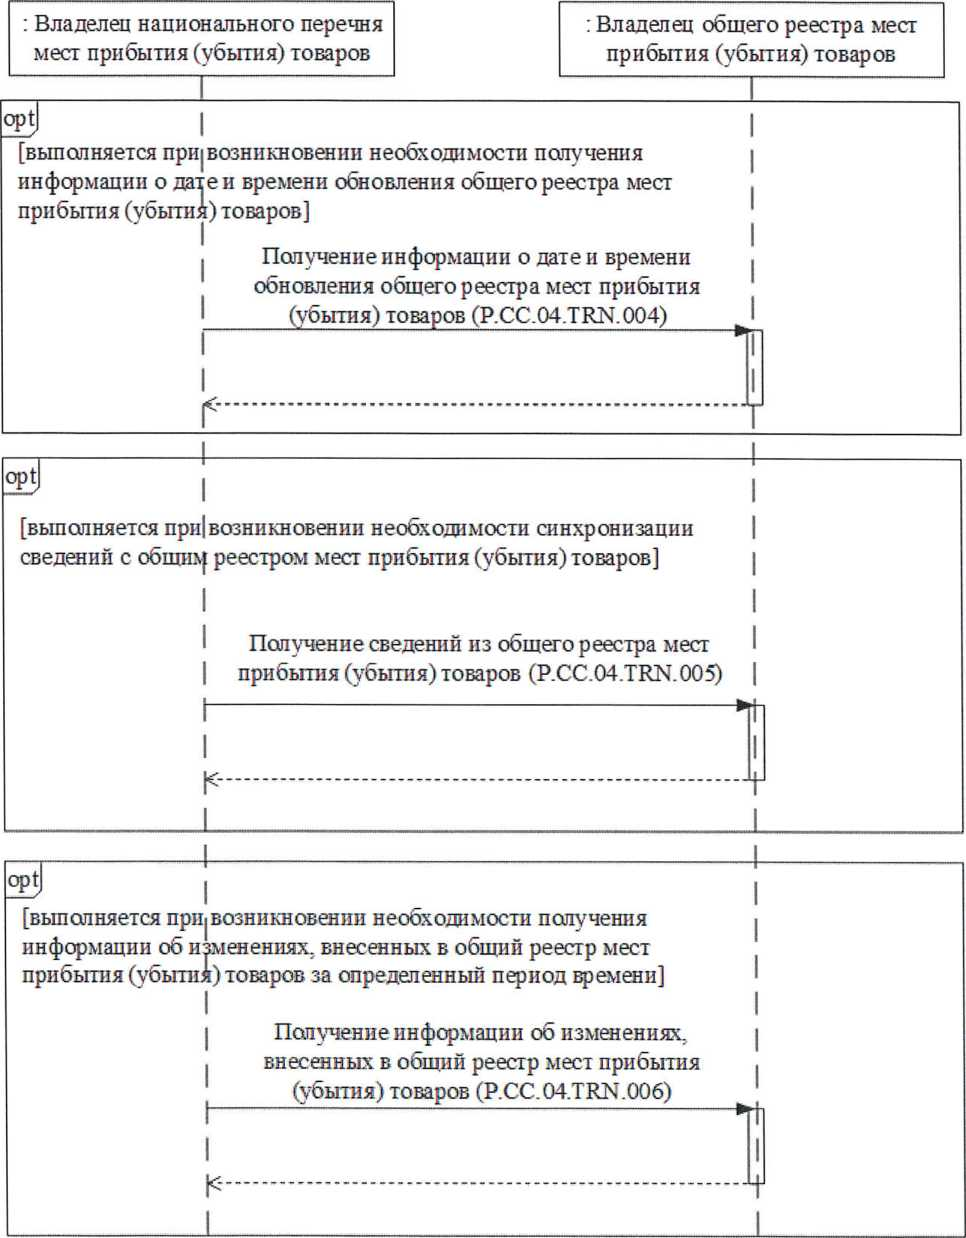 : Владелец национального перечня
мест прибытия (убытия) товаров
: Владелец общего реестра мест
прибытия (убытия) товаров
opt
[выполняется при возникновении необходимости получения
информации о дате и времени обновления общего реестра мест
прибытия (убытия) товаров]
Получение информации о дате и времени
обновления общего реестра мест прибытия
(убытия) товаров (P.CC.04.TRN.004)
opt
[выполняется при возникновении необходимости синхронизации
сведений с общим реестром мест прибытия (убытия) товаров]
Получение сведений из общего реестра мест
прибытия (убытия) товаров (P.CC.04.TRN.005)
opt
[выполняется при возникновении необходимости получения
информации об изменениях, внесенных в общий реестр мест
прибытия (убытия) товаров за определенный период времени]
Получение информации об изменениях,
внесенных в общий реестр мест прибытия
(убытия) товаров (P.CC.04.TRN.006)